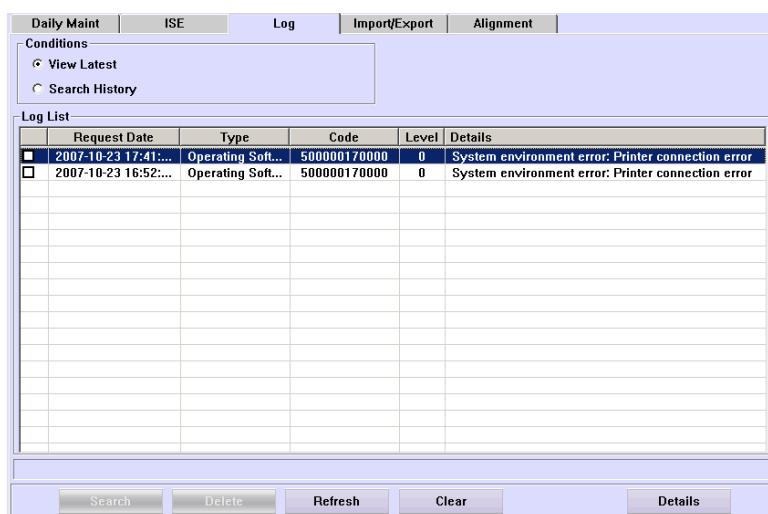 Daily Maint ISE Log Import/Export Alignment
Conditions
View Latest
Search History
Log List
Request Date Type Code Level Details
2007-10-23 17:41:... Operating Soft... 500000170000 0 System environment error: Printer connection error
2007-10-23 16:52:... Operating Soft... 500000170000 0 System environment error: Printer connection error
Search Delete Refresh Clear Details